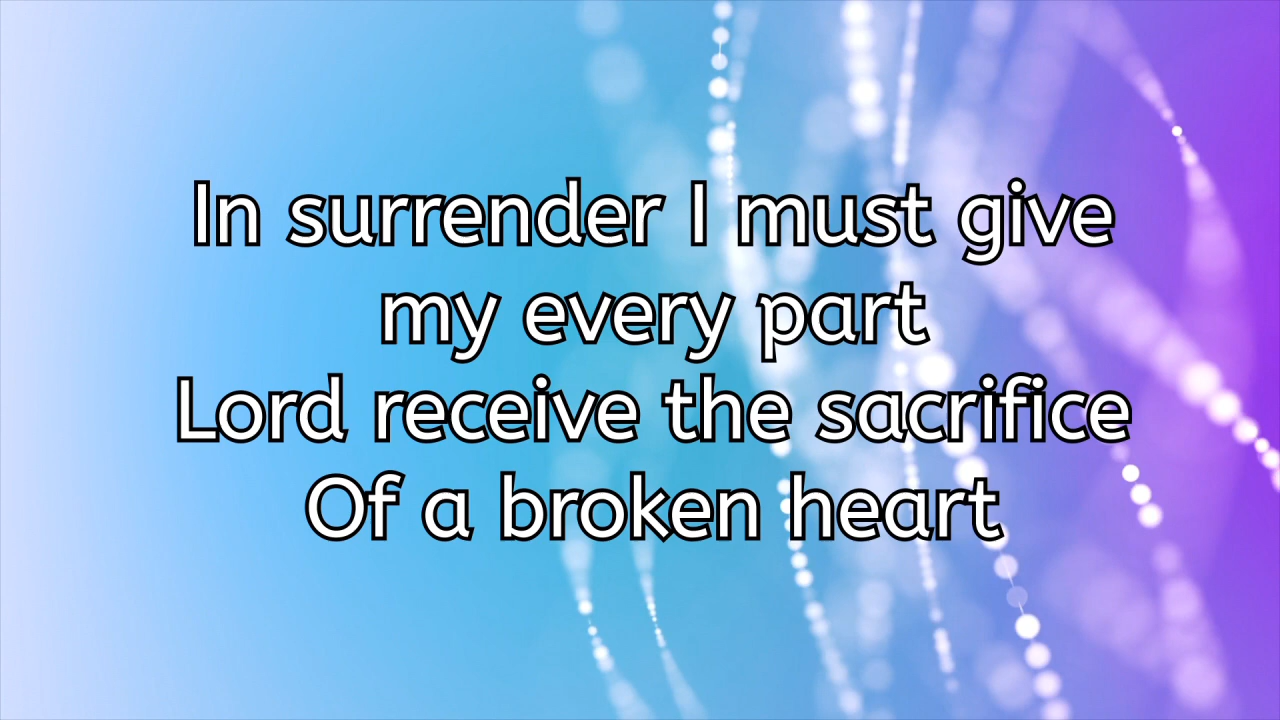 In surrender I must give
my every part
Lord receive the sacrifice
Of a broken heart